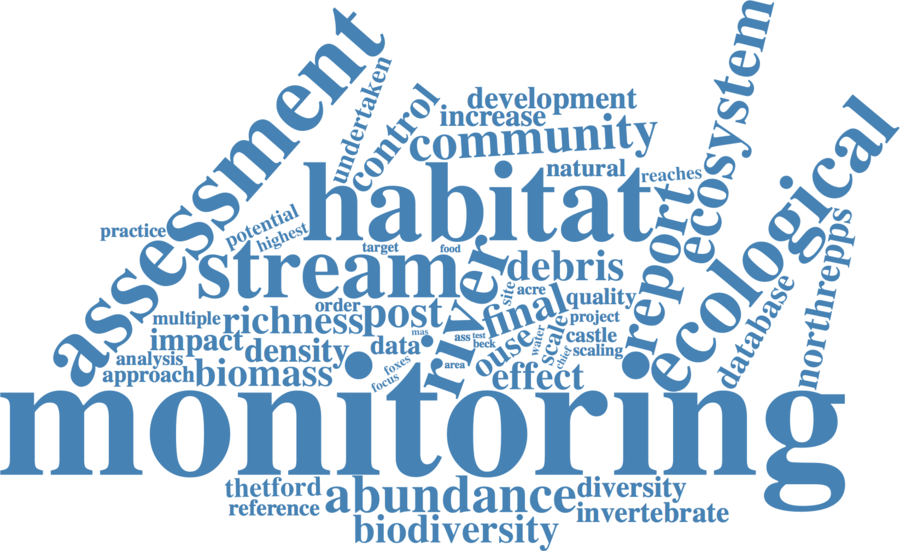 assessment
undertaken
control
development
increase
community
ecosystem
ecological
natural
reaches
habitat
practice
potential
highest
target
food
stream
river
debris
report
northrepps
database
site
acre
quality
order
multiple
richness
post
final
project
impact
density
data
mas
ass
test
beck
ouse
water
scale
castle
chief
scaling
analysis
approach
biomass
foxes
focus
area
effect
monitoring
thetford
reference
abundance
diversity
invertebrate
biodiversity